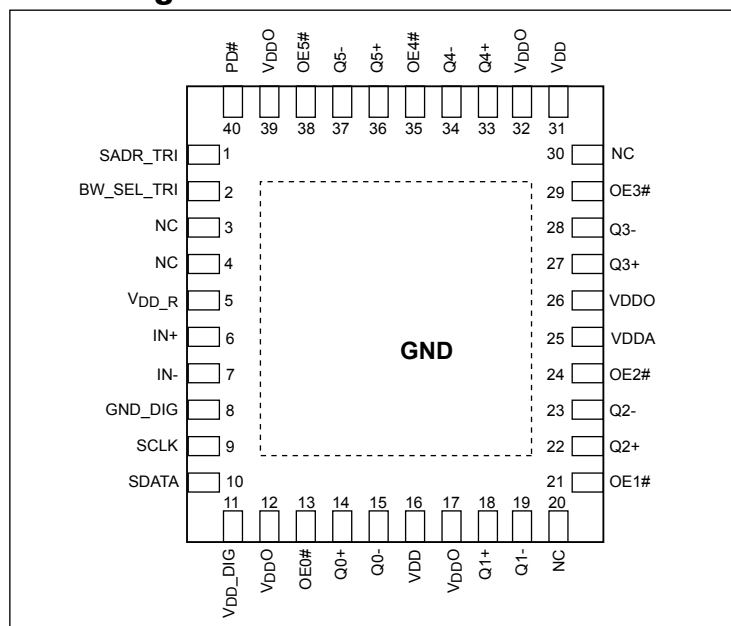 g
PD#
VDDO
OE5#
Q5-
Q5+
OE4#
Q4-
Q4+
VDDO
VDD
40 39 38 37 36 35 34 33 32 31
SADR_TRI 1 30 NC
BW_SEL_TRI 2 29 OE3#
NC 3 28 Q3-
NC 4 27 Q3+
VDD_R 5 26 VDDO
IN+ 6 25 VDDA
GND
IN- 7 24 OE2#
GND_DIG 8 23 Q2-
SCLK 9 22 Q2+
SDATA 10 21 OE1#
11 12 13 14 15 16 17 18 19 20
VDD_DIG
VDDO
OE0#
Q0+
Q0-
VDD
VDDO
Q1+
Q1-
NC